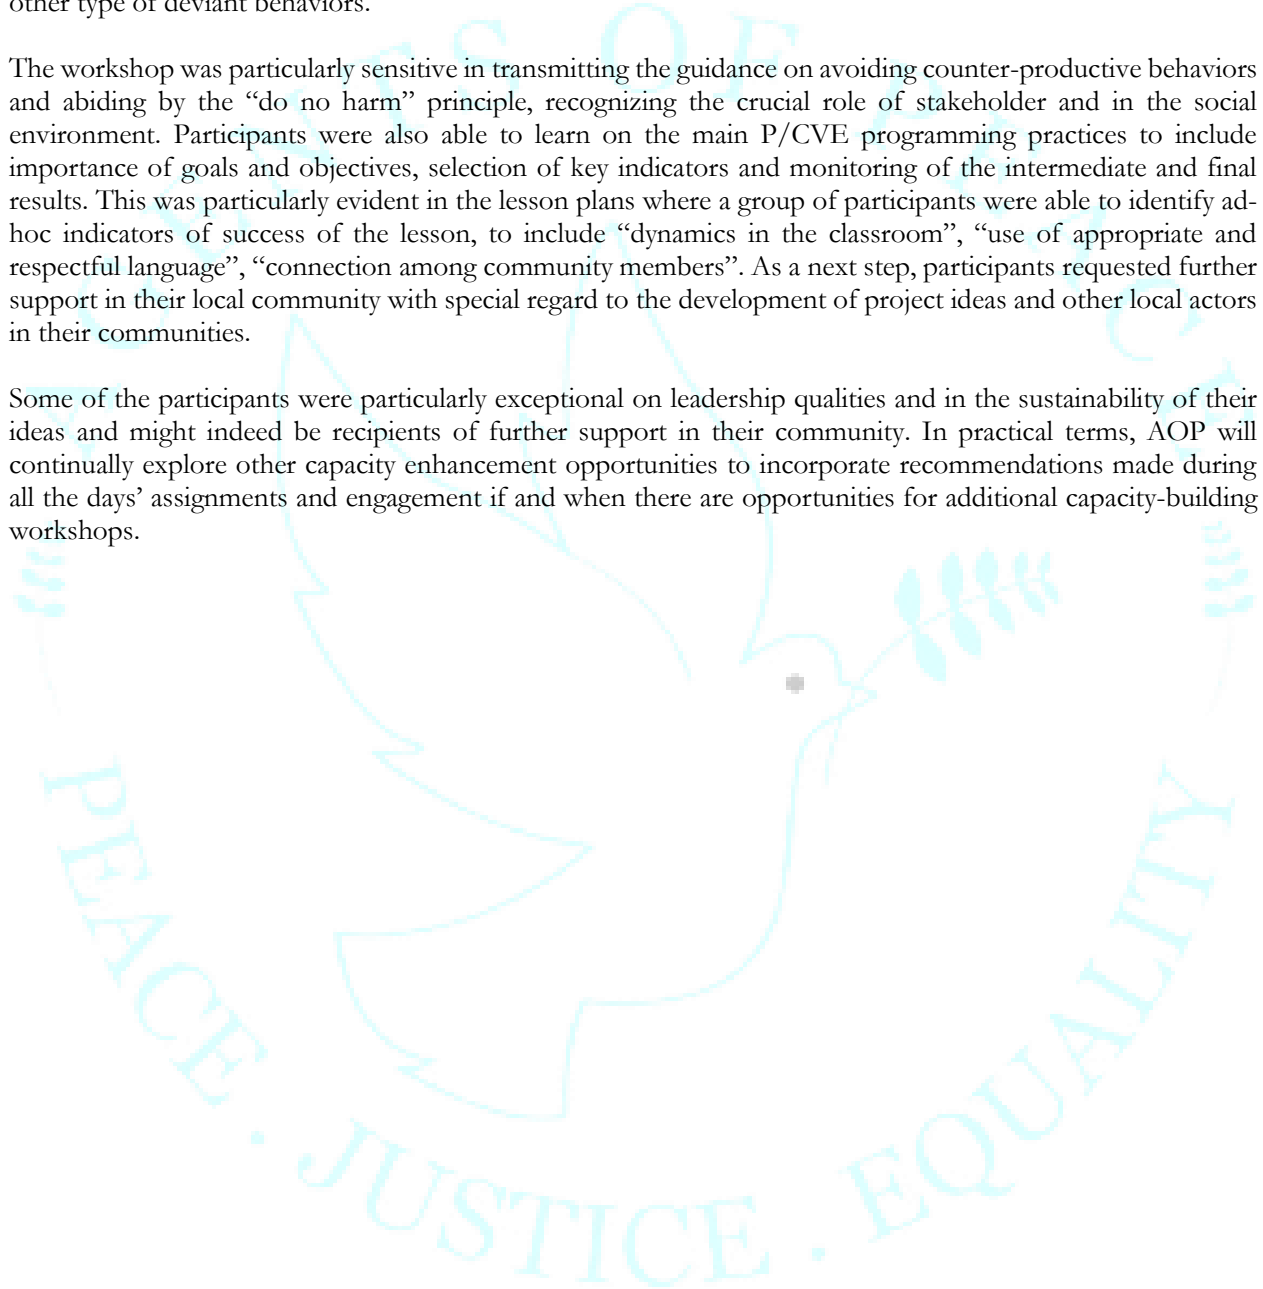 other type of deviant behaviors.
The workshop was particularly sensitive in transmitting the guidance on avoiding counter-productive behaviors
and abiding by the “do no harm” principle, recognizing the crucial role of stakeholder and in the social
environment. Participants were also able to learn on the main P/CVE programming practices to include
importance of goals and objectives, selection of key indicators and monitoring of the intermediate and final
results. This was particularly evident in the lesson plans where a group of participants were able to identify ad-
hoc indicators of success of the lesson, to include “dynamics in the classroom”, “use of appropriate and
respectful language”, “connection among community members”. As a next step, participants requested further
support in their local community with special regard to the development of project ideas and other local actors
in their communities.
Some of the participants were particularly exceptional on leadership qualities and in the sustainability of their
ideas and might indeed be recipients of further support in their community. In practical terms, AOP will
continually explore other capacity enhancement opportunities to incorporate recommendations made during
all the days’ assignments and engagement if and when there are opportunities for additional capacity-building
workshops.
AGENTS OF PEACE
PEACE . JUSTICE . EQUALITY